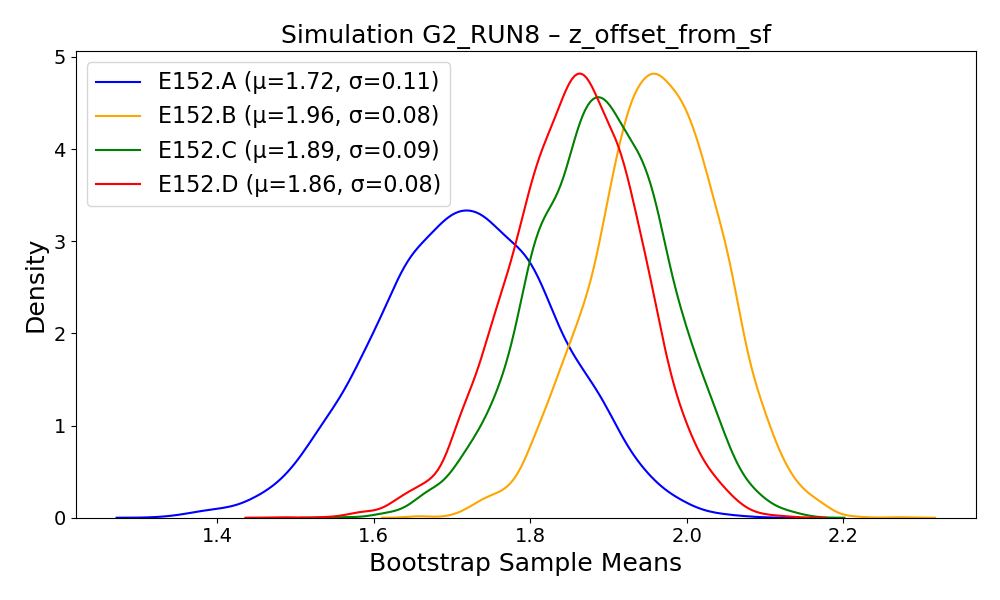 Simulation G2_RUN8 – z_offset_from_sf
E152.A (μ=1.72, σ=0.11)
E152.B (μ=1.96, σ=0.08)
E152.C (μ=1.89, σ=0.09)
E152.D (μ=1.86, σ=0.08)
Density
5
4
3
2
1
0
1.4 1.6 1.8 2.0 2.2
Bootstrap Sample Means